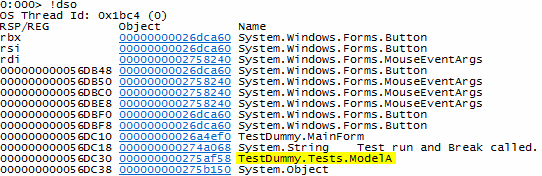 0:000> !dso
OS Thread Id: 0x1bc4 (0)
RSP/REG Object Name
rbx 00000000026dca60 System.Windows.Forms.Button
rsi 00000000026dca60 System.Windows.Forms.Button
rdi 0000000002758240 System.Windows.Forms.MouseEventArgs
000000000056DB48 00000000026dca60 System.Windows.Forms.Button
000000000056DB50 0000000002758240 System.Windows.Forms.MouseEventArgs
000000000056DBC0 0000000002758240 System.Windows.Forms.MouseEventArgs
000000000056DBE8 0000000002758240 System.Windows.Forms.MouseEventArgs
000000000056DBF0 00000000026dca60 System.Windows.Forms.Button
000000000056DBF8 00000000026dca60 System.Windows.Forms.Button
000000000056DC10 00000000026a4ef0 TestDummy.MainForm
000000000056DC18 000000000274a068 System.String Test run and Break called.
000000000056DC30 000000000275af58 TestDummy.Tests.ModelA
000000000056DC38 000000000275b150 System.Object